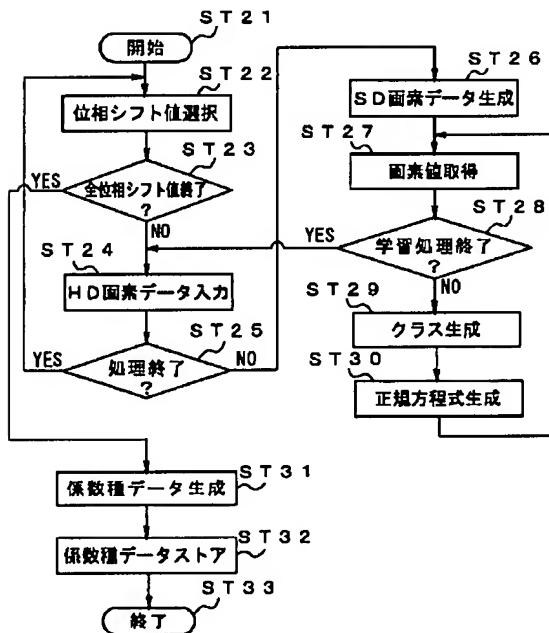 ST21
開始
ST22
位相シフト値選択
ST23
全位相シフト値終了
?
YES
NO
ST24
HD画素データ入力
ST25
処理終了
?
YES
NO
ST26
SD画素データ生成
ST27
画素値取得
ST28
学習処理終了
?
YES
NO
ST29
クラス生成
ST30
正規方程式生成
ST31
係数種データ生成
ST32
係数種データストア
ST33
終了